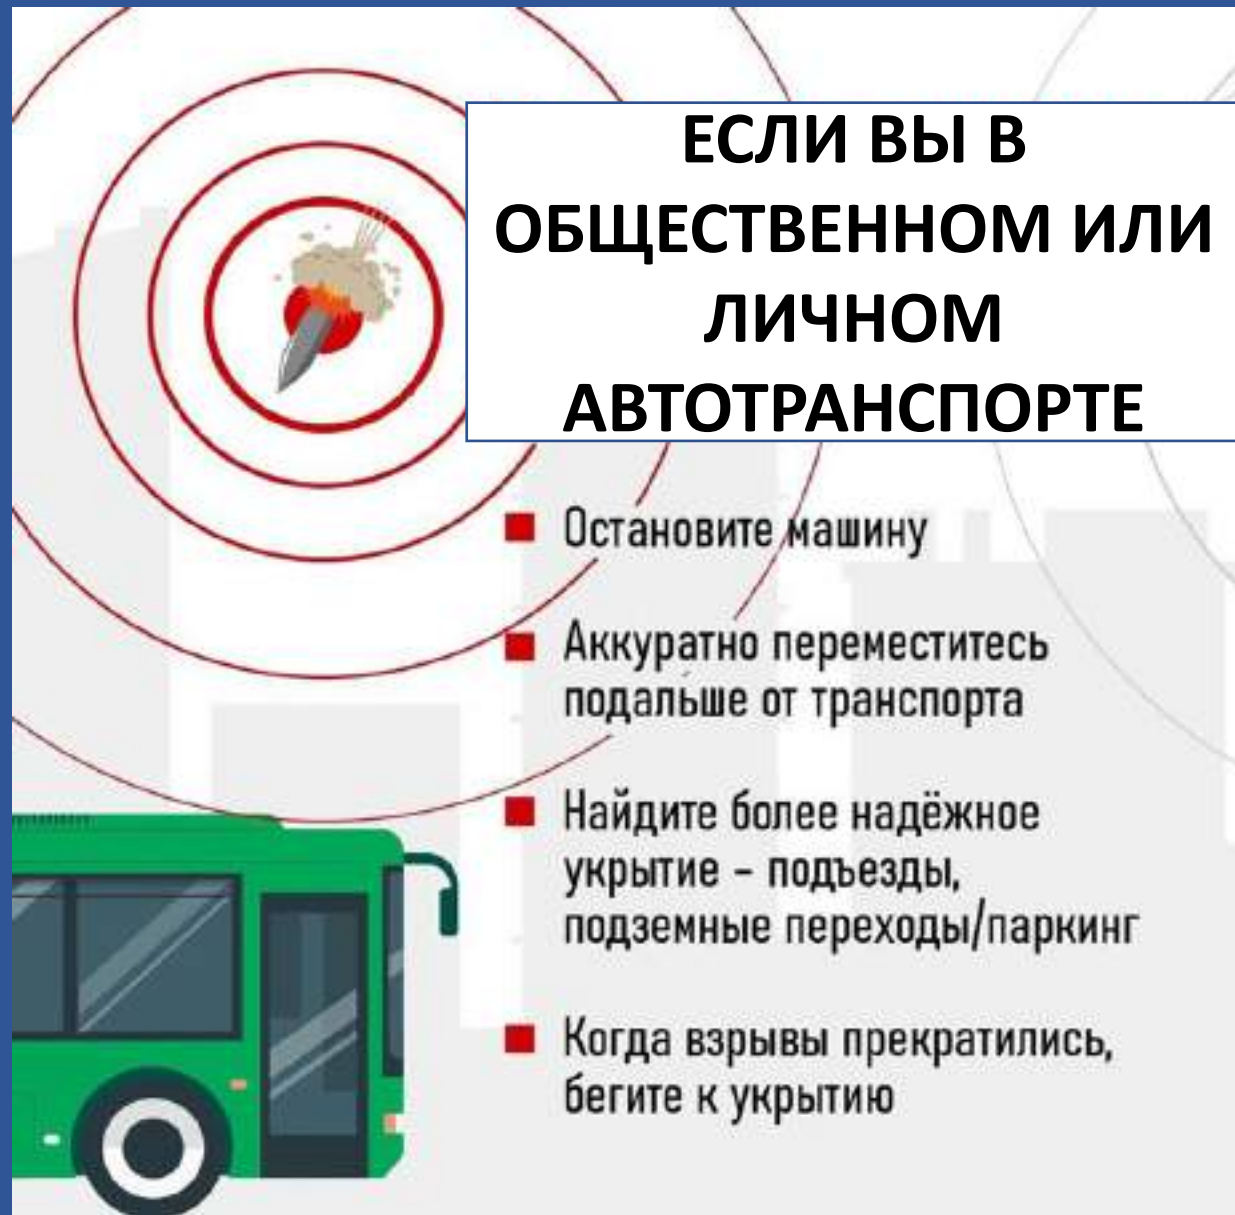 ЕСЛИ ВЫ В
ОБЩЕСТВЕННОМ ИЛИ
ЛИЧНОМ
АВТОТРАНСПОРТЕ
Остановите машину
Аккуратно переместитесь
подальше от транспорта
Найдите более надёжное
укрытие – подъезды,
подземные переходы/паркинг
Когда взрывы прекратились,
бегите к укрытию